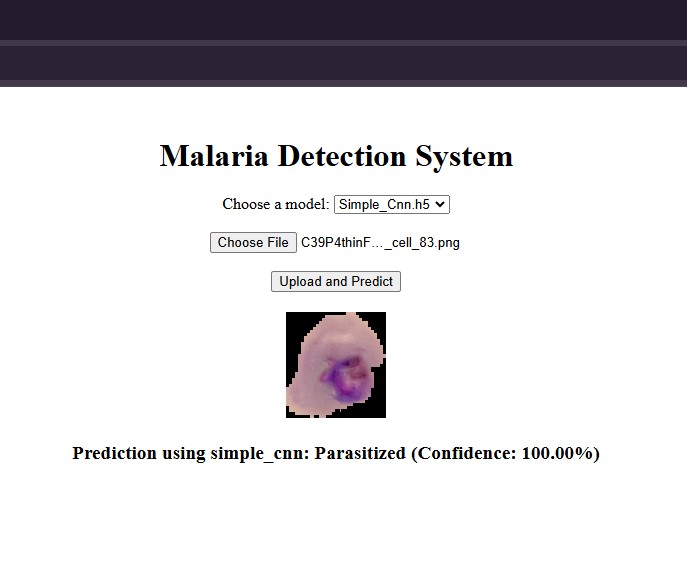 Malaria Detection System
Choose a model: Simple_Cnn.h5
Choose File C39P4thinF…_cell_83.png
Upload and Predict
Prediction using simple_cnn: Parasitized (Confidence: 100.00%)